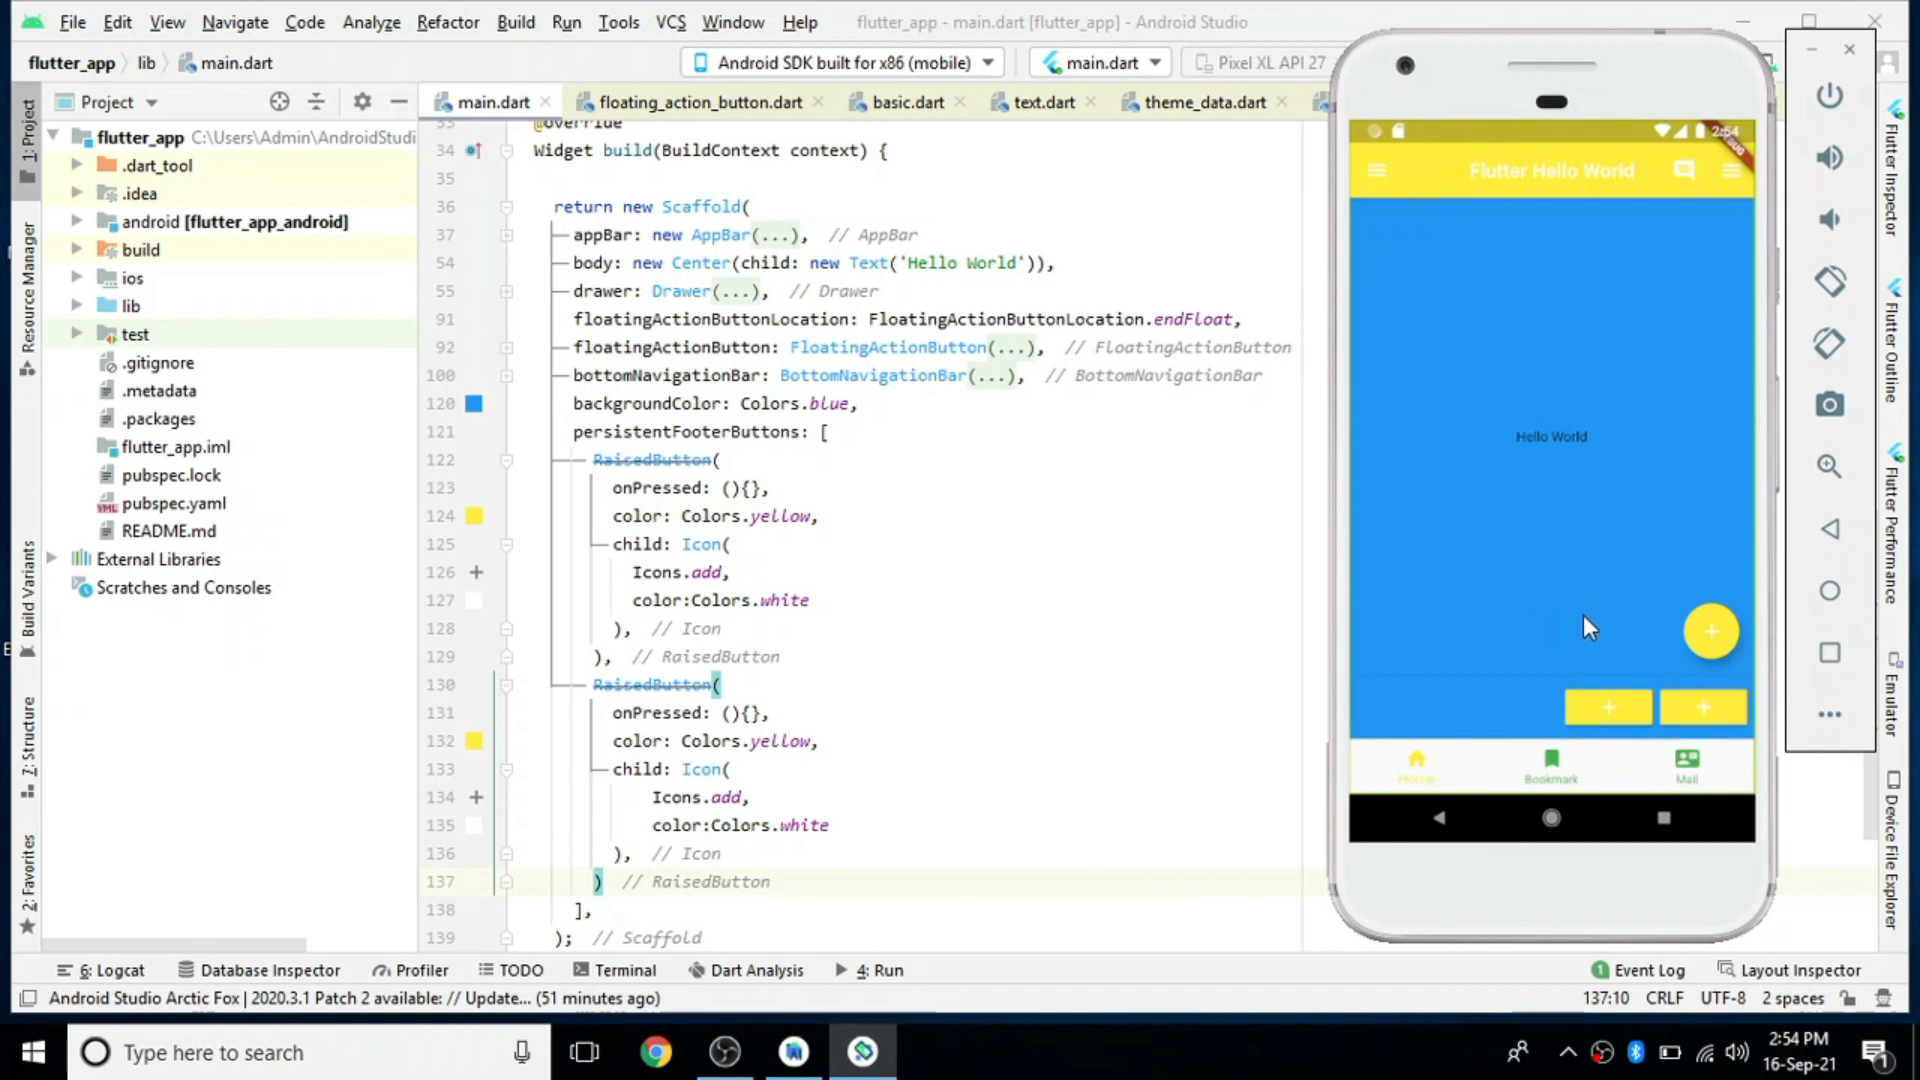 File Edit View Navigate Code Analyze Refactor Build Run Tools VCS Window Help flutter_app - main.dart [flutter_app] - Android Studio
flutter_app lib main.dart Android SDK built for x86 (mobile) main.dart Pixel XL API 27
Project main.dart floating_action_button.dart basic.dart text.dart theme_data.dart
flutter_app C:\Users\Admin\AndroidStudi
.dart_tool
.idea
android [flutter_app_android]
build
ios
lib
test
.gitignore
.metadata
.packages
flutter_app.iml
pubspec.lock
pubspec.yaml
README.md
External Libraries
Scratches and Consoles
1: Project
Resource Manager
Build Variants
7: Structure
2: Favorites
33 @override
34 Widget build(BuildContext context) {
35
36 return new Scaffold(
37 appBar: new AppBar(...), // AppBar
54 body: new Center(child: new Text('Hello World')),
55 drawer: Drawer(...), // Drawer
91 floatingActionButtonLocation: FloatingActionButtonLocation.endFloat,
92 floatingActionButton: FloatingActionButton(...), // FloatingActionButton
100 bottomNavigationBar: BottomNavigationBar(...), // BottomNavigationBar
120 backgroundColor: Colors.blue,
121 persistentFooterButtons: [
122 RaisedButton(
123 onPressed: (){},
124 color: Colors.yellow,
125 child: Icon(
126 Icons.add,
127 color:Colors.white
128 ), // Icon
129 ), // RaisedButton
130 RaisedButton(
131 onPressed: (){},
132 color: Colors.yellow,
133 child: Icon(
134 Icons.add,
135 color:Colors.white
136 ), // Icon
137 ) // RaisedButton
138 ],
139 ); // Scaffold
2:54
DEBUG
Flutter Hello World
Hello World
Home Bookmark Mail
Flutter Inspector
Flutter Outline
Flutter Performance
Emulator
Device File Explorer
6: Logcat Database Inspector Profiler TODO Terminal Dart Analysis 4: Run 1 Event Log Layout Inspector
Android Studio Arctic Fox | 2020.3.1 Patch 2 available: // Update... (51 minutes ago) 137:10 CRLF UTF-8 2 spaces
Type here to search
2:54 PM
16-Sep-21
1